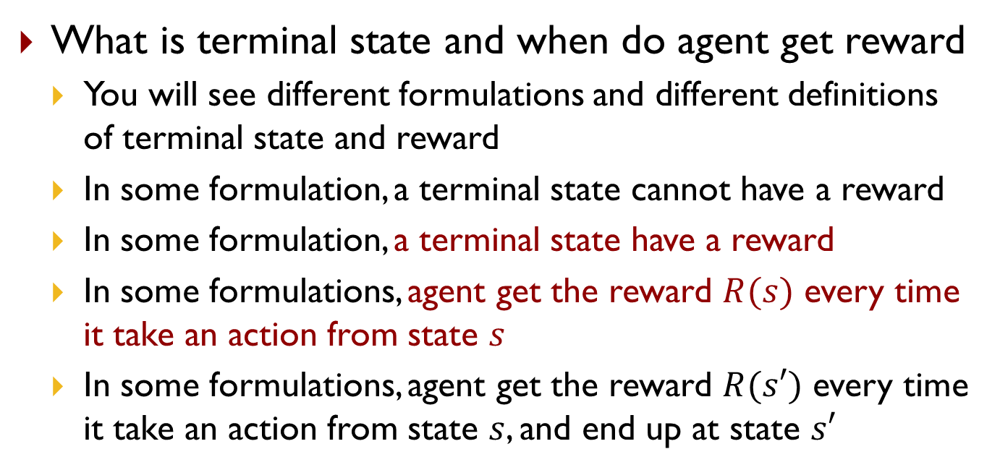 What is terminal state and when do agent get reward
You will see different formulations and different definitions
of terminal state and reward
In some formulation, a terminal state cannot have a reward
In some formulation, a terminal state have a reward
In some formulations, agent get the reward R(s) every time
it take an action from state s
In some formulations, agent get the reward R(s′) every time
it take an action from state s, and end up at state s′